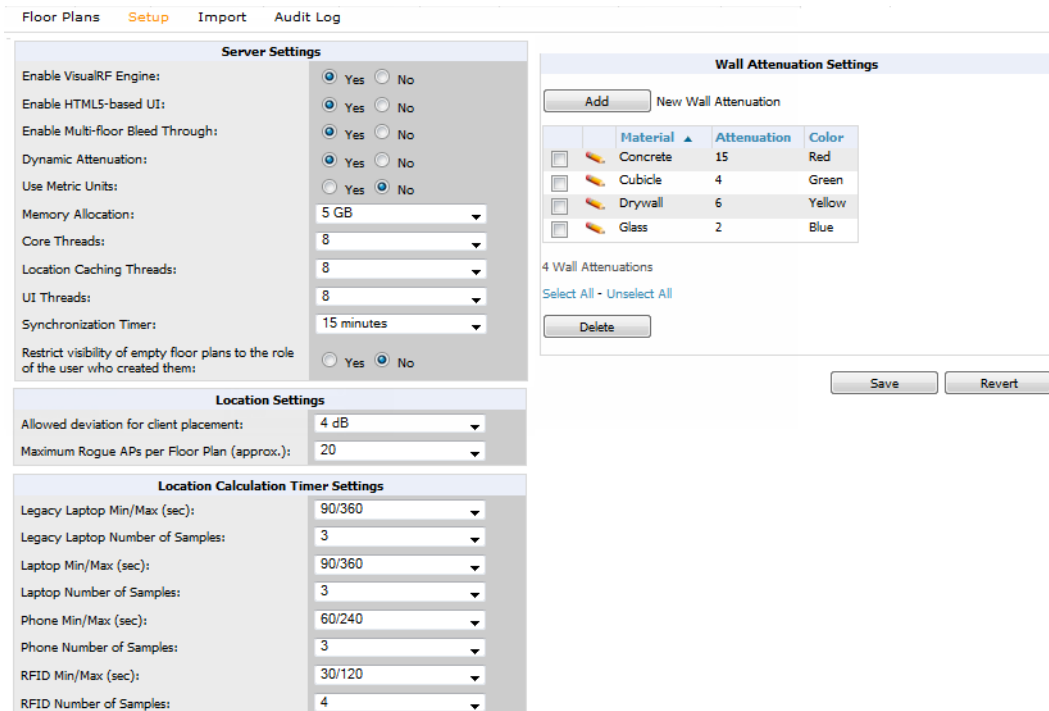 Floor Plans Setup Import Audit Log
Server Settings
Enable VisualRF Engine: Yes No
Enable HTML5-based UI: Yes No
Enable Multi-floor Bleed Through: Yes No
Dynamic Attenuation: Yes No
Use Metric Units: Yes No
Memory Allocation: 5 GB
Core Threads: 8
Location Caching Threads: 8
UI Threads: 8
Synchronization Timer: 15 minutes
Restrict visibility of empty floor plans to the role
of the user who created them: Yes No
Location Settings
Allowed deviation for client placement: 4 dB
Maximum Rogue APs per Floor Plan (approx.): 20
Location Calculation Timer Settings
Legacy Laptop Min/Max (sec): 90/360
Legacy Laptop Number of Samples: 3
Laptop Min/Max (sec): 90/360
Laptop Number of Samples: 3
Phone Min/Max (sec): 60/240
Phone Number of Samples: 3
RFID Min/Max (sec): 30/120
RFID Number of Samples: 4
Wall Attenuation Settings
Add New Wall Attenuation
Material ▲ Attenuation Color
Concrete 15 Red
Cubicle 4 Green
Drywall 6 Yellow
Glass 2 Blue
4 Wall Attenuations
Select All - Unselect All
Delete
Save Revert